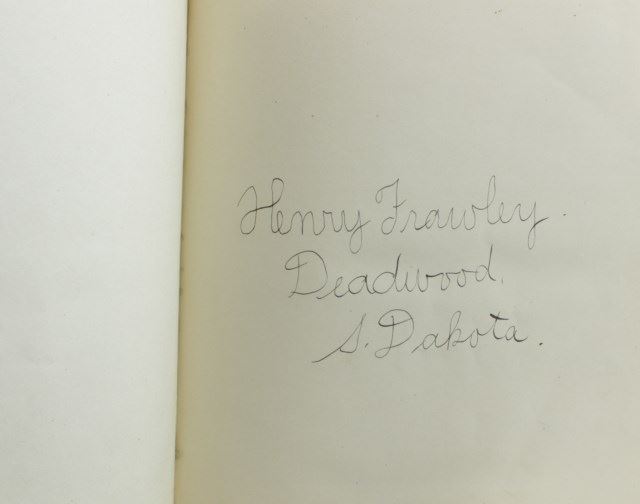 Henry Frawley.
Deadwood.
S. Dakota.